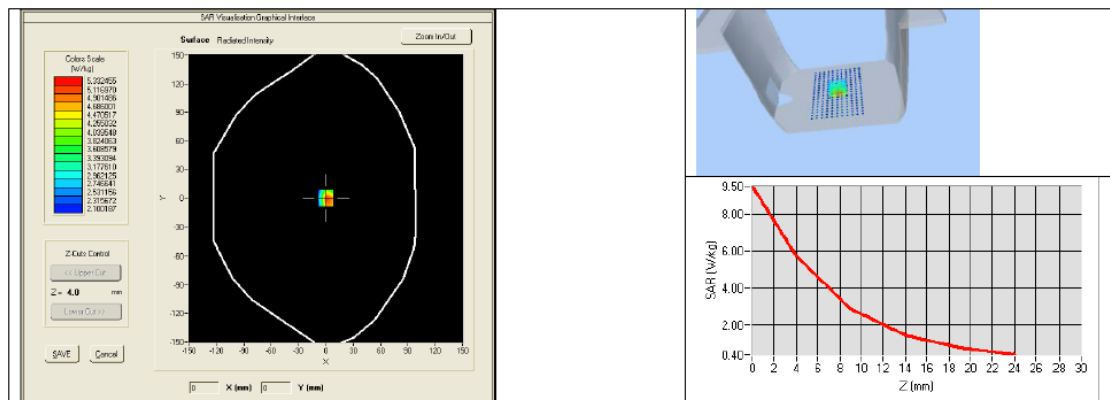 SAR Visualisation Graphical Interface
Surface Radiated Intensity
Zoom In/Out
Colors Scale
(W/kg)
5.332455
5.116970
4.901486
4.686001
4.470517
4.255032
4.039548
3.824063
3.608579
3.393094
3.177610
2.962125
2.746641
2.531156
2.315672
2.100187
Z-Cuts Control
<< Upper Cut
Z= 4.0 mm
Lower Cut >>
SAVE
Cancel
150
120
90
60
30
0
-30
-60
-90
-120
-150
Y
-150 -120 -90 -60 -30 0 30 60 90 120 150
X
0 X (mm) 0 Y (mm)
9.50
8.00
6.00
4.00
2.00
0.40
SAR (W/kg)
0 2 4 6 8 10 12 14 16 18 20 22 24 26 28 30
Z (mm)